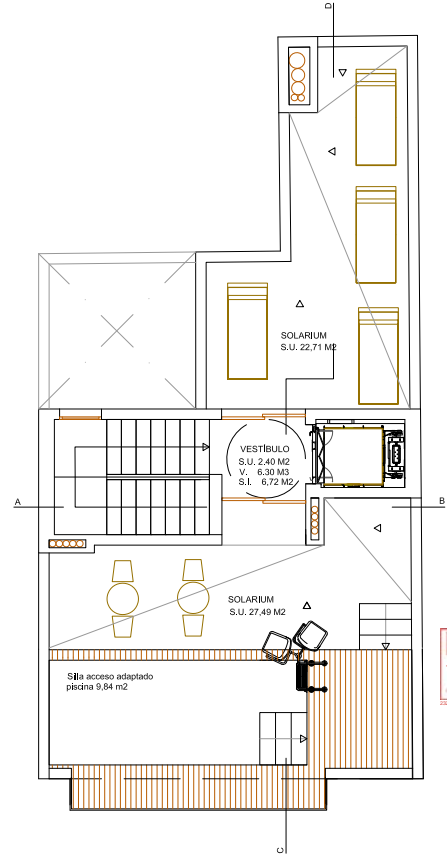 D
SOLARIUM
S.U. 22,71 M2
VESTÍBULO
S.U. 2.40 M2
V. 6.30 M3
S.I. 6,72 M2
A
B
SOLARIUM
S.U. 27,49 M2
Silla acceso adaptado
piscina 9,84 m2
C